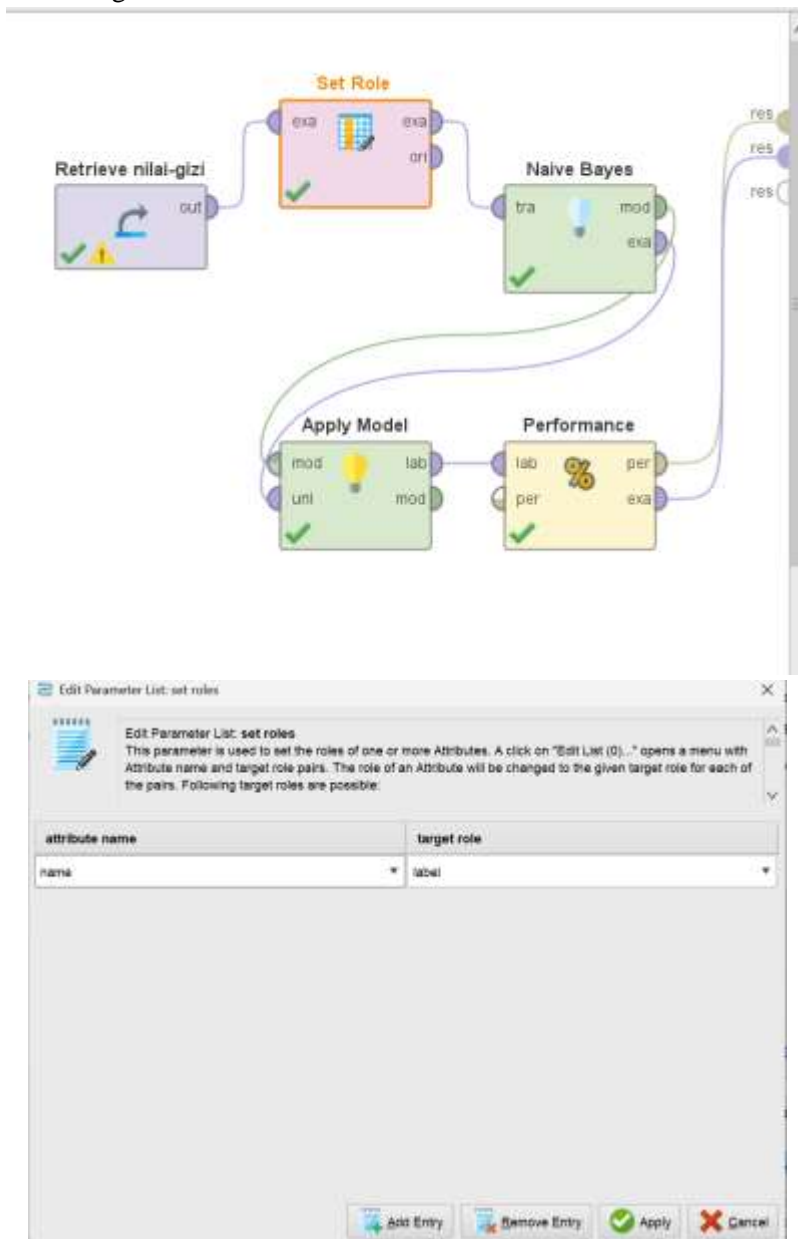 Set Role
exa exa
ori
res
res
res
Retrieve nilai-gizi
out
Naive Bayes
tra mod
exa
Apply Model
mod lab
uni mod
Performance
% 
lab per
per exa
Edit Parameter List: set roles
Edit Parameter List: set roles
This parameter is used to set the roles of one or more Attributes. A click on "Edit List (0)..." opens a menu with
Attribute name and target role pairs. The role of an Attribute will be changed to the given target role for each of
the pairs. Following target roles are possible:
attribute name target role
name label
Add Entry Remove Entry Apply Cancel